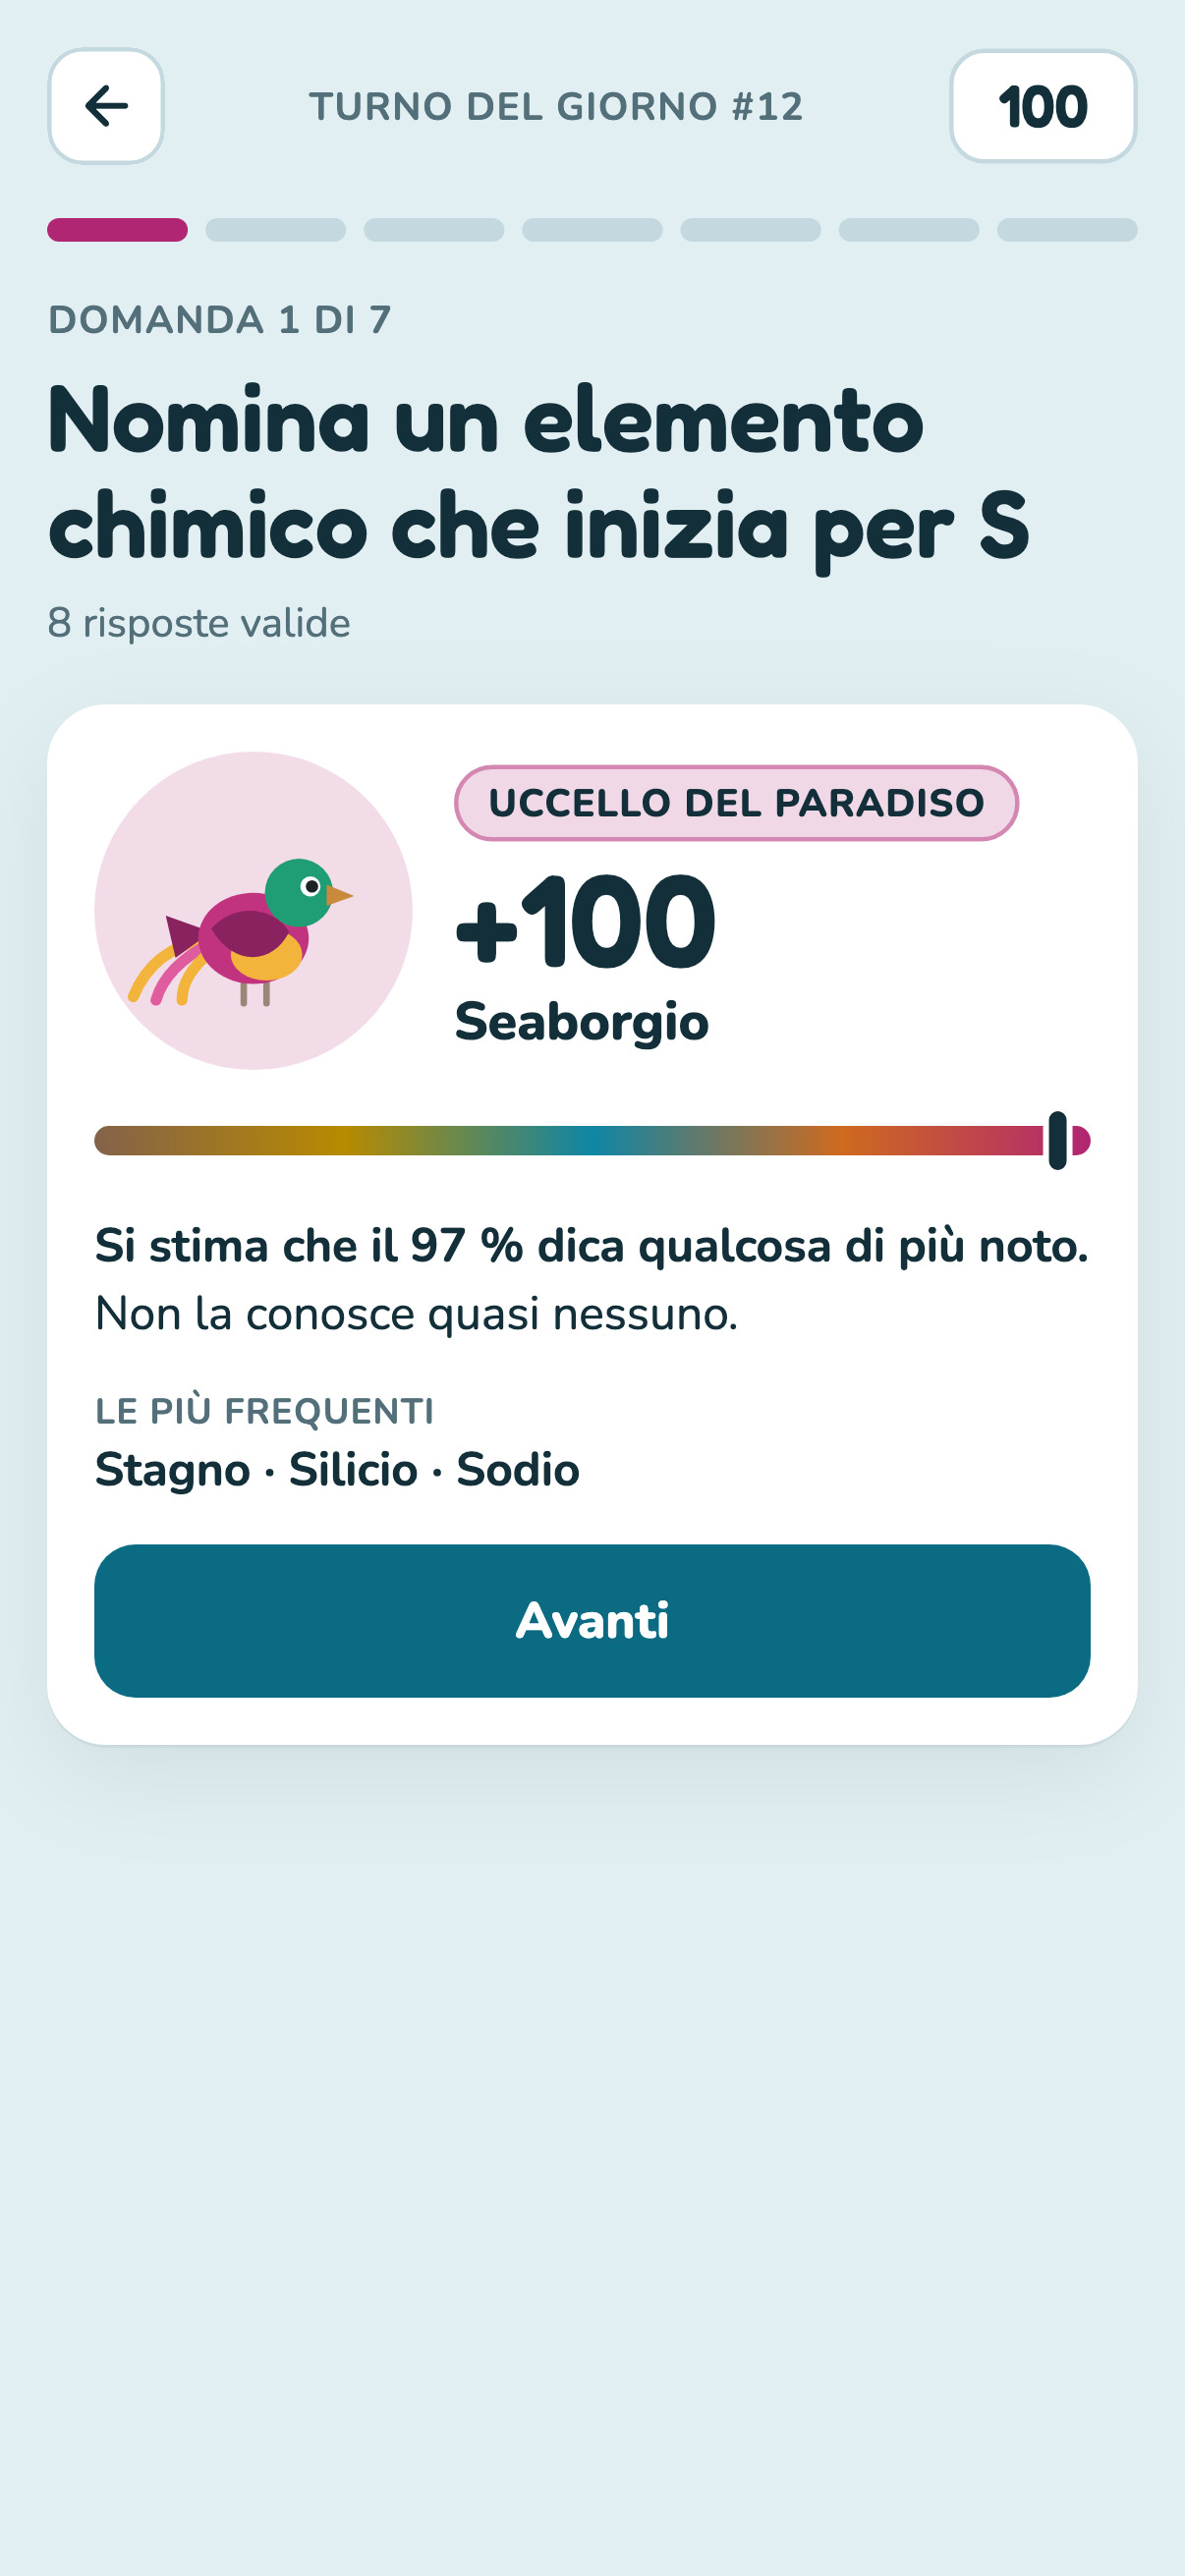 TURNO DEL GIORNO #12
100
DOMANDA 1 DI 7
Nomina un elemento
chimico che inizia per S
8 risposte valide
UCCELLO DEL PARADISO
+100
Seaborgio
Si stima che il 97 % dica qualcosa di più noto.
Non la conosce quasi nessuno.
LE PIÙ FREQUENTI
Stagno · Silicio · Sodio
Avanti